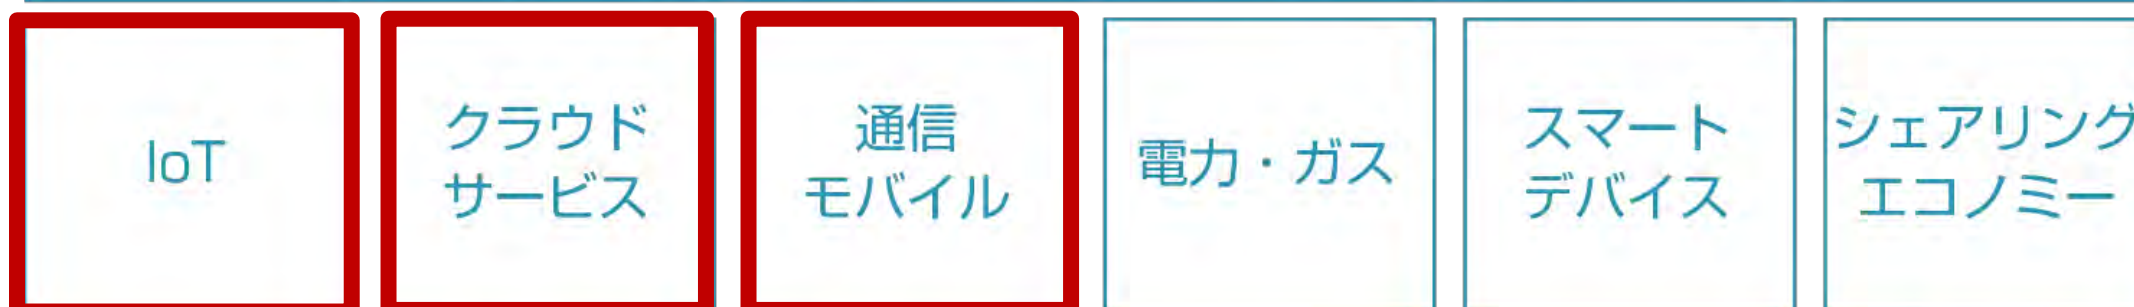 IoT
クラウド
サービス
通信
モバイル
電力・ガス
スマート
デバイス
シェアリング
エコノミー